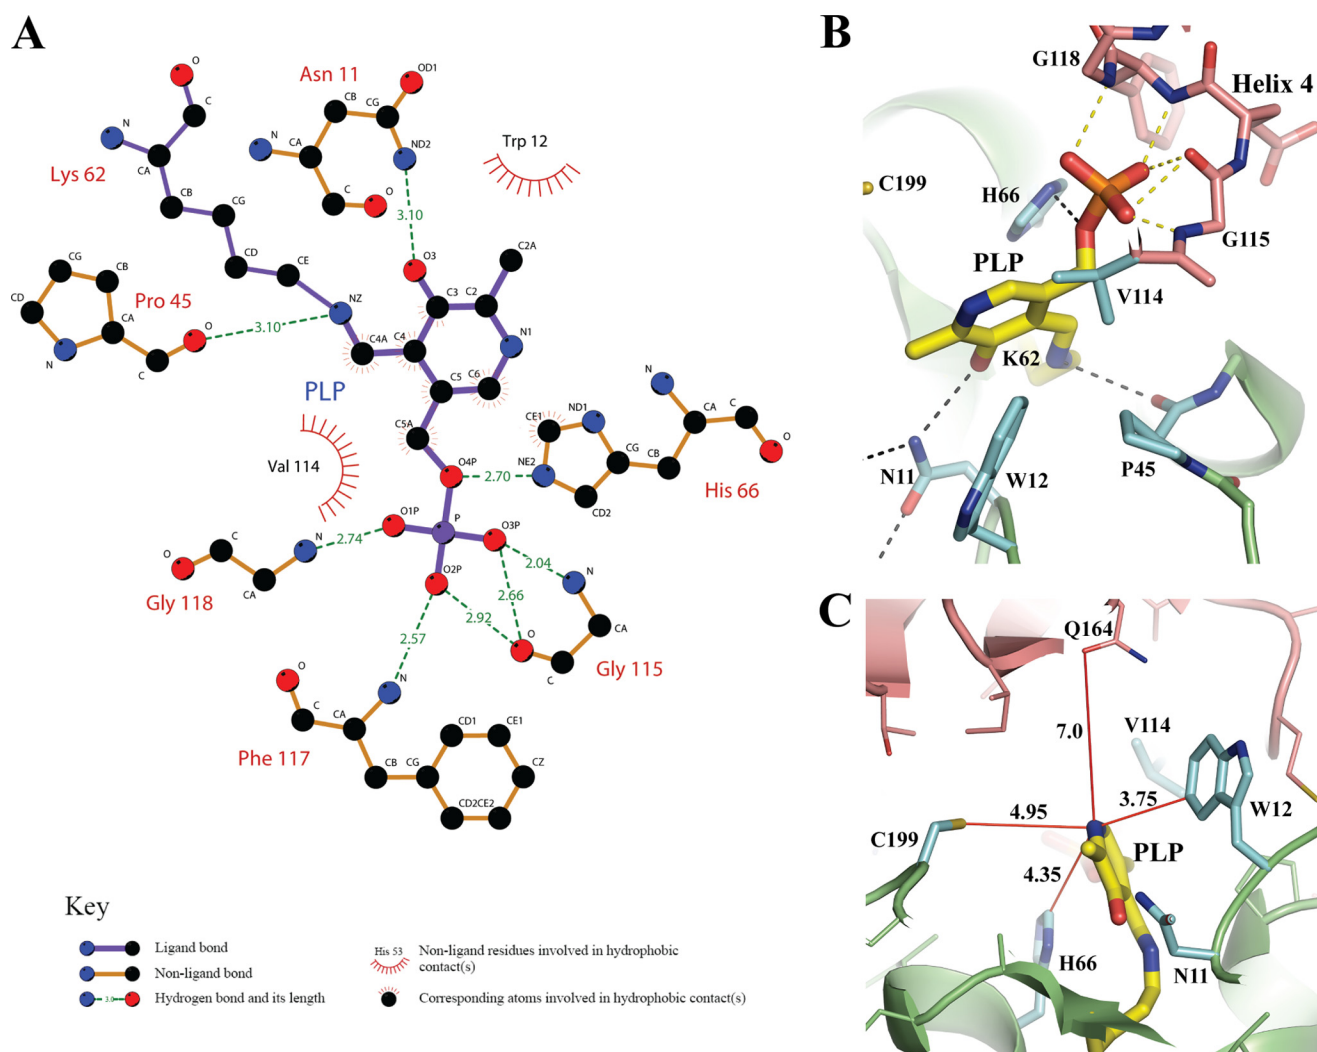 A
O
C
N
CA
Lys 62
CB
CG
CD
CE
NZ
Asn 11
OD1
CB
CG
N
CA
ND2
C
O
3.10
Trp 12
CG
CB
CD
Pro 45
CA
O
N
C
3.10
O3
C2A
C3
C2
N1
C4
C4A
C5
C6
PLP
C5A
Val 114
N
CE1
ND1
CA
C
O
CG
CB
NE2
CD2
His 66
O4P
2.70
O1P
P
O3P
O2P
N
2.74
C
O
CA
Gly 118
2.04
N
2.66
2.92
CA
O
C
Gly 115
2.57
O
N
C
CA
Phe 117
CB
CG
CD1
CE1
CZ
CD2CE2
Key
Ligand bond
Non-ligand bond
3.0
Hydrogen bond and its length
His 53
Non-ligand residues involved in hydrophobic
contact(s)
Corresponding atoms involved in hydrophobic contact(s)
B
G118
Helix 4
C199
H66
G115
PLP
V114
K62
N11
W12
P45
C
Q164
7.0
V114
3.75
W12
4.95
C199
PLP
4.35
H66
N11